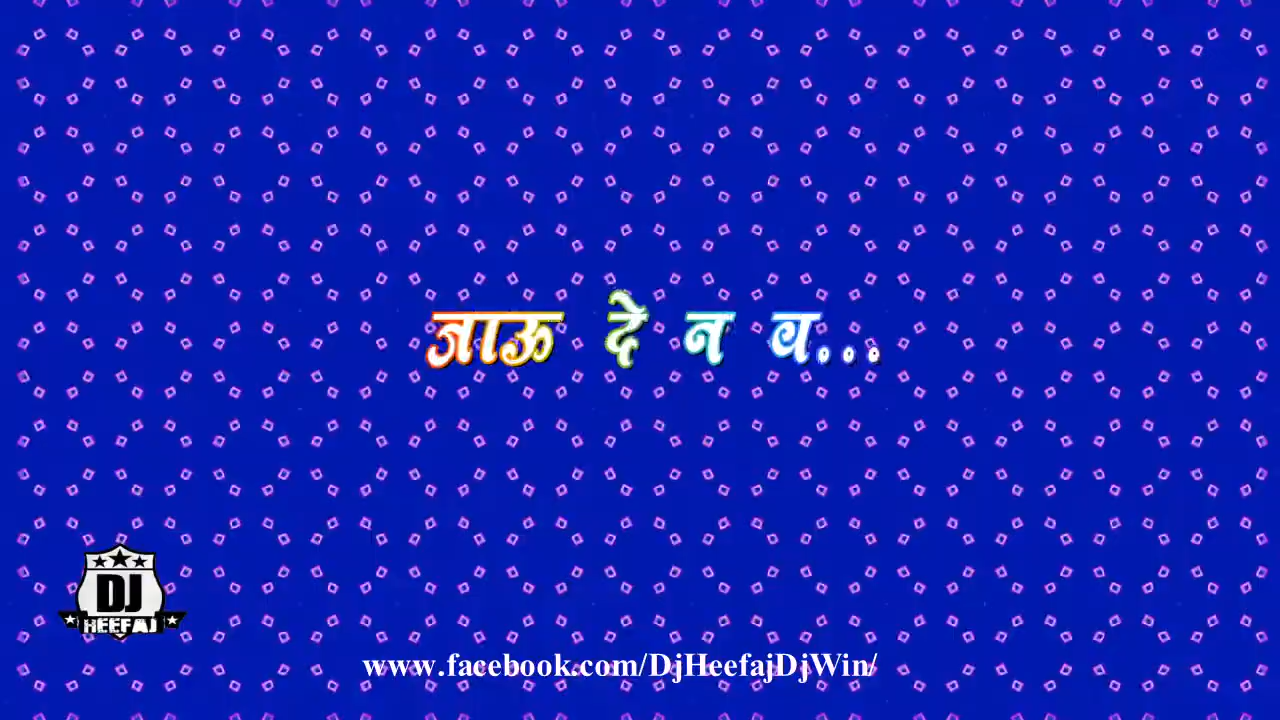 जाऊ दे न व...
DJ
HEEFAJ
www.facebook.com/DjHeefajDjWin/